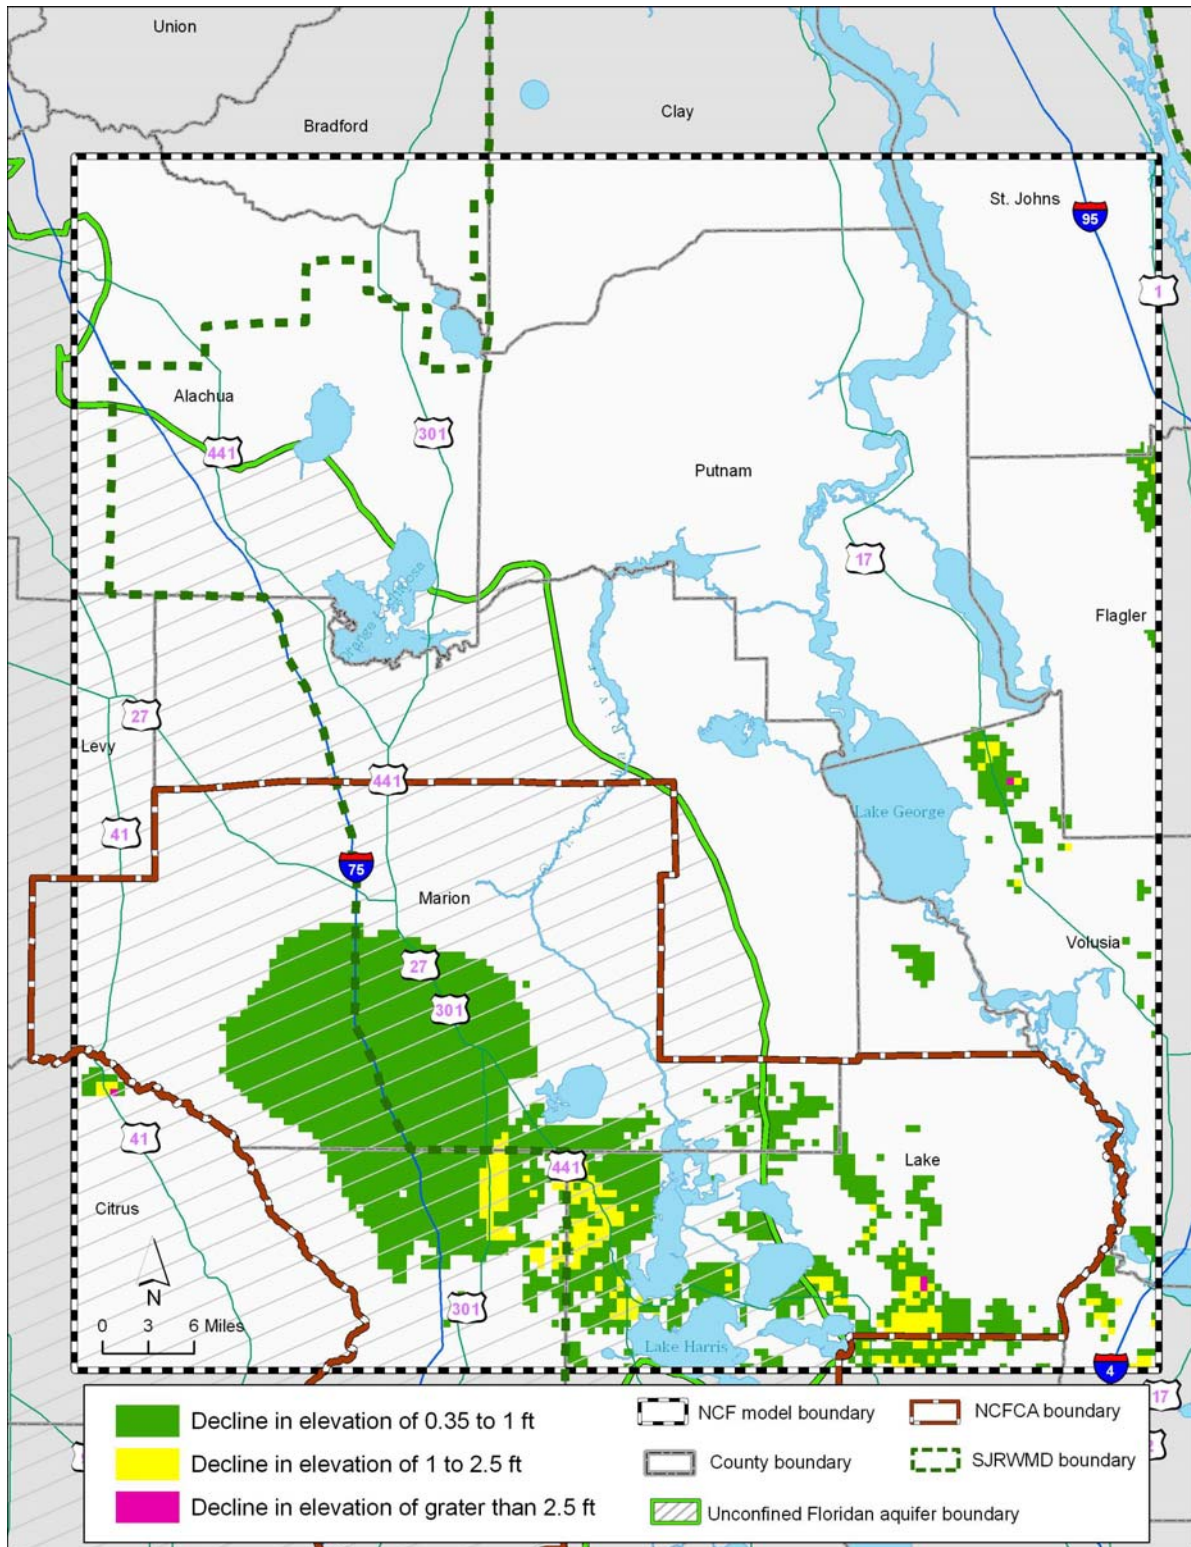 Union
Bradford
Clay
St. Johns
95
1
Alachua
441
301
Putnam
17
Flagler
27
Levy
441
41
Lake George
75
Marion
Volusia
27
301
41
441
Lake
Citrus
N
0 3 6 Miles
301
Lake Harris
4
17
Decline in elevation of 0.35 to 1 ft
Decline in elevation of 1 to 2.5 ft
Decline in elevation of grater than 2.5 ft
NCF model boundary
NCFCA boundary
County boundary
SJRWMD boundary
Unconfined Floridan aquifer boundary